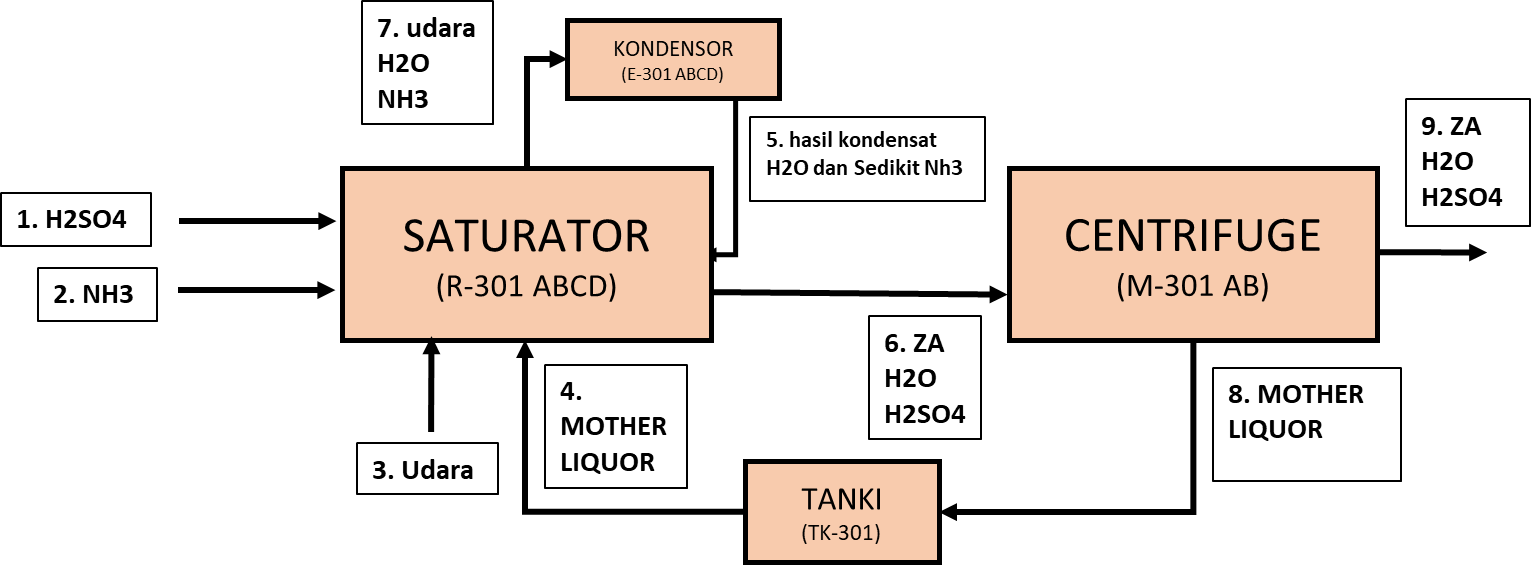 7. udara
H2O
NH3
KONDENSOR
(E-301 ABCD)
5. hasil kondensat
H2O dan Sedikit Nh3
9. ZA
H2O
H2SO4
1. H2SO4
2. NH3
SATURATOR
(R-301 ABCD)
CENTRIFUGE
(M-301 AB)
6. ZA
H2O
H2SO4
4.
MOTHER
LIQUOR
8. MOTHER
LIQUOR
3. Udara
TANKI
(TK-301)